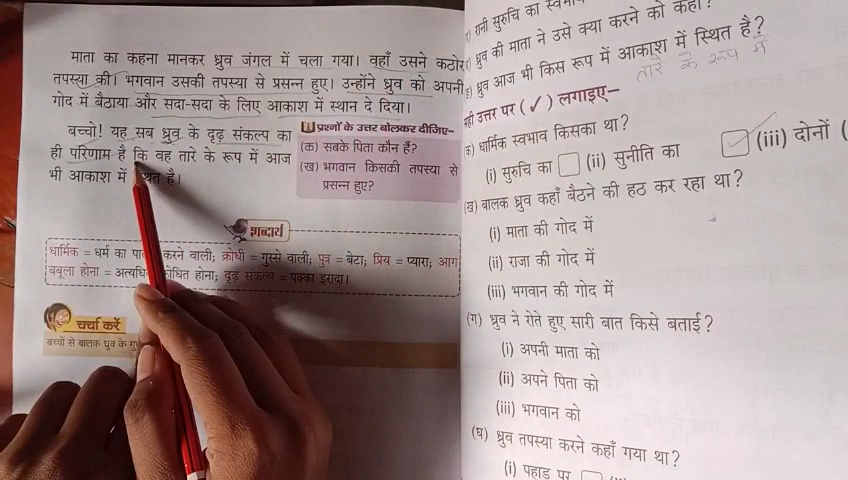 माता का कहना मानकर ध्रुव जंगल में चला गया। वहाँ उसने कठोर
तपस्या की। भगवान उसकी तपस्या से प्रसन्न हुए। उन्होंने ध्रुव को अपनी
गोद में बैठाया और सदा-सदा के लिए आकाश में स्थान दे दिया।
बच्चो! यह सब ध्रुव के दृढ़ संकल्प का
ही परिणाम है कि वह तारे के रूप में आज
भी आकाश में
है।
प्रश्नों के उत्तर बोलकर दीजिए–
(क) सबके पिता कौन हैं?
(ख) भगवान किसकी तपस्या से
प्रसन्न हुए?
शब्दार्थ
धार्मिक = धर्म का
करने वाली; क्रोधी = गुस्से वाली; पुत्र = बेटा; प्रिय = प्यारा; आग
बबूला होना =
क्रोधित होना; दृढ़ संकल्प = पक्का इरादा।
चर्चा करें
बच्चों से बालक ध्रुव के
रानी सुरुचि का
ध्रुव की माता ने उसे क्या करने को कहा?
ध्रुव आज भी किस रूप में आकाश में स्थित है?
तारे के रूप में
सही उत्तर पर (✓) लगाइए–
(क) धार्मिक स्वभाव किसका था?
(i) सुरुचि का (ii) सुनीति का ✓ (iii) दोनों
(ख) बालक ध्रुव कहाँ बैठने की हठ कर रहा था?
(i) माता की गोद में
(ii) राजा की गोद में
(iii) भगवान की गोद में
(ग) ध्रुव ने रोते हुए सारी बात किसे बताई?
(i) अपनी माता को
(ii) अपने पिता को
(iii) भगवान को
(घ) ध्रुव तपस्या करने कहाँ गया था?
(i) पहाड़ पर